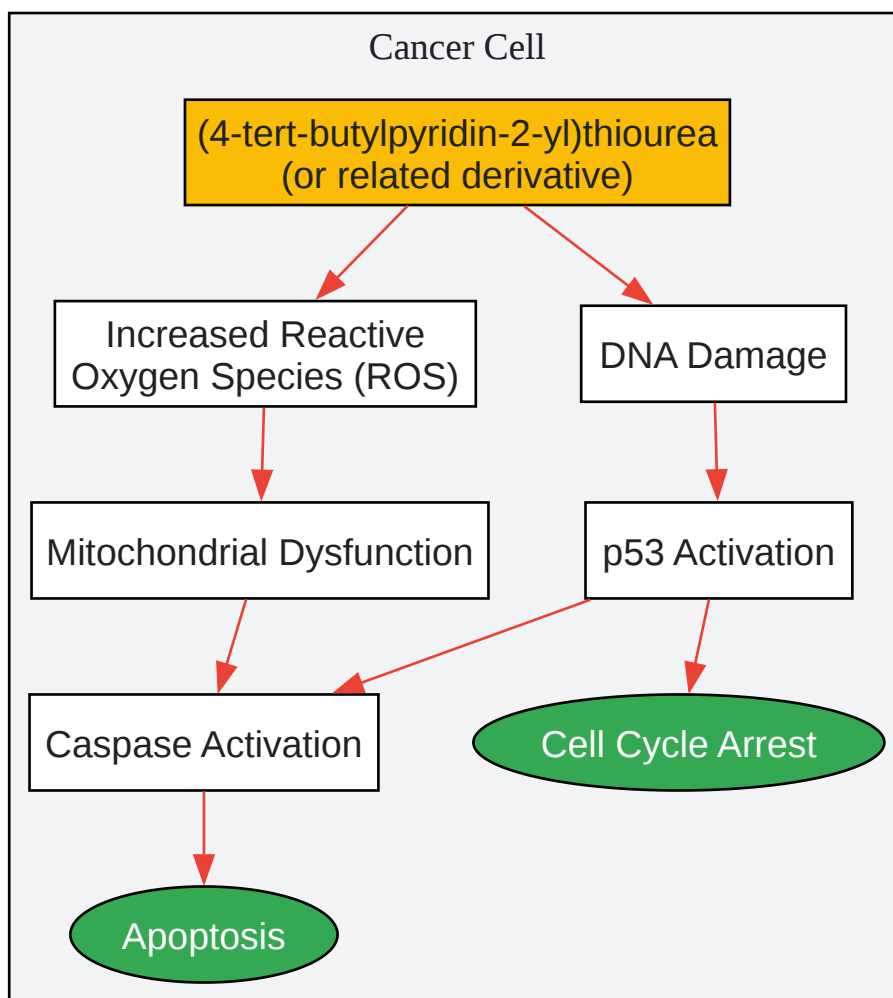 Cancer Cell
(4-tert-butylpyridin-2-yl)thiourea
(or related derivative)
Increased Reactive
Oxygen Species (ROS)
DNA Damage
Mitochondrial Dysfunction
p53 Activation
Caspase Activation
Cell Cycle Arrest
Apoptosis